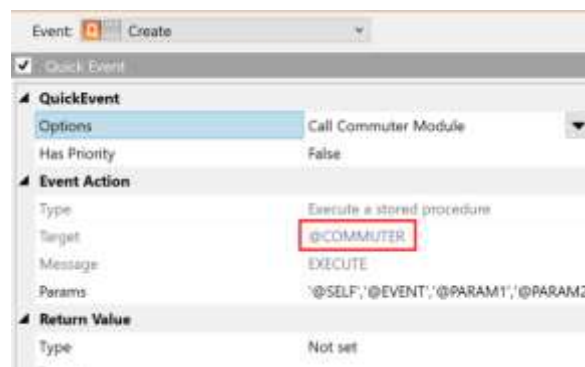 Event: Create
Quick Event
QuickEvent
Options Call Commuter Module
Has Priority False
Event Action
Type Execute a stored procedure
Target @COMMUTER
Message EXECUTE
Params '@SELF','@EVENT','@PARAM1','@PARAM2
Return Value
Type Not set